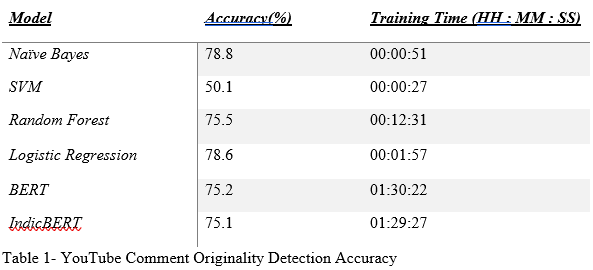 Model Accuracy(%) Training Time (HH : MM : SS)
Naïve Bayes 78.8 00:00:51
SVM 50.1 00:00:27
Random Forest 75.5 00:12:31
Logistic Regression 78.6 00:01:57
BERT 75.2 01:30:22
IndicBERT 75.1 01:29:27
Table 1- YouTube Comment Originality Detection Accuracy